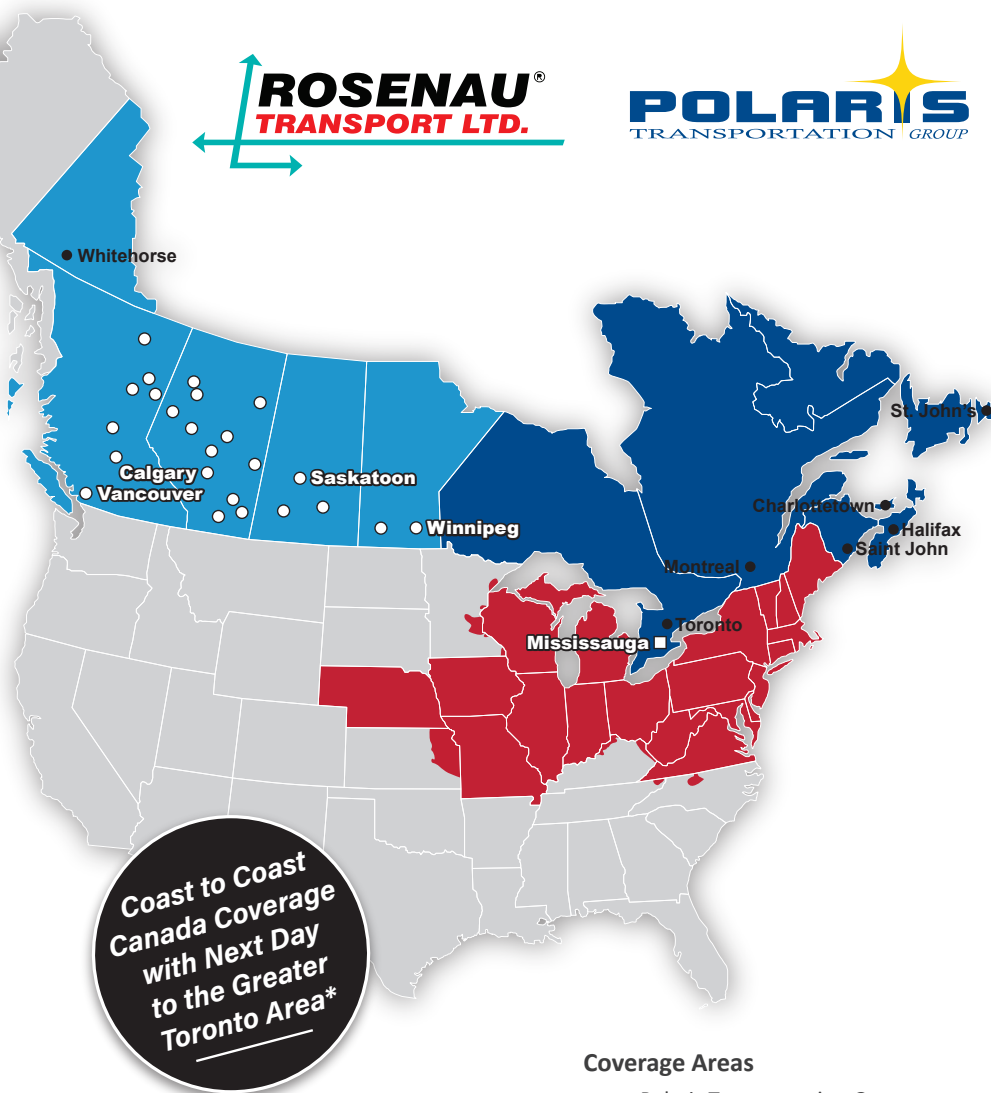 ROSENAU®
TRANSPORT LTD.
POLARIS
TRANSPORTATION GROUP
Whitehorse
St. John's
Calgary
Saskatoon
Vancouver
Charlottetown
Winnipeg
Halifax
Saint John
Montreal
Toronto
Mississauga
Coast to Coast
Canada Coverage
with Next Day
to the Greater
Toronto Area*
Coverage Areas